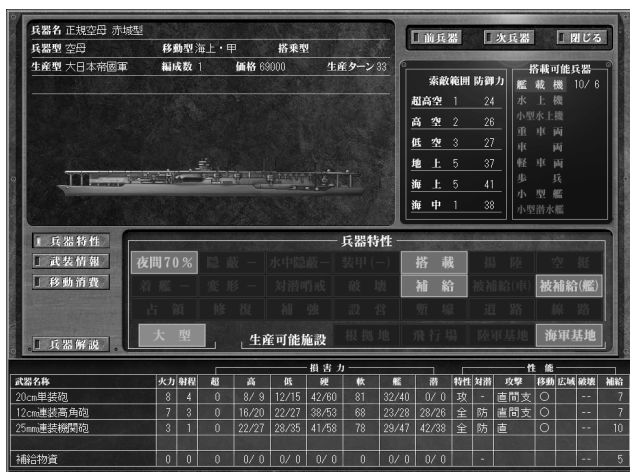 兵器名 正規空母 赤城型
兵器型 空母 移動型 海上・甲 搭乗型
生産型 大日本帝國軍 編成数 1 価格 69000 生産ターン 33
前兵器 次兵器 閉じる
索敵範囲 防御力
超高空 1 24
高空 2 26
低空 3 27
地上 5 37
海上 5 41
海中 1 38
搭載可能兵器
艦載機 10/ 6
水上機
小型水上機
重車両
車両
軽車両
歩兵
小型艦
小型潜水艦
兵器特性
武装情報
移動消費
兵器解説
兵器特性
夜間70% 隠蔽- 水中隠蔽- 装甲(-) 搭載 揚陸 空挺
着艦- 変形- 対潜哨戒 破壊 補給 被補給(車) 被補給(艦)
占領 修復 補強 設営 塹壕 道路 線路
大型 生産可能施設 根拠地 飛行場 陸軍基地 海軍基地
損害力 性能
武器名称 火力 射程 超 高 低 硬 軟 艦 潜 特性 対潜 攻撃 移動 広域 破壊 補給
20cm単装砲 8 4 0 8/ 9 12/15 42/60 81 32/40 0/ 0 攻 - 直間支 ○ -- 7
12cm連装高角砲 7 3 0 16/20 22/27 38/53 68 23/28 28/26 全 防 直間支 ○ -- 7
25mm連装機関砲 3 1 0 22/27 28/35 41/58 78 29/47 42/38 全 防 直 ○ -- 10
補給物資 0 0 0 0/ 0 0/ 0 0/ 0 0 0/ 0 0/ 0 - -- 5